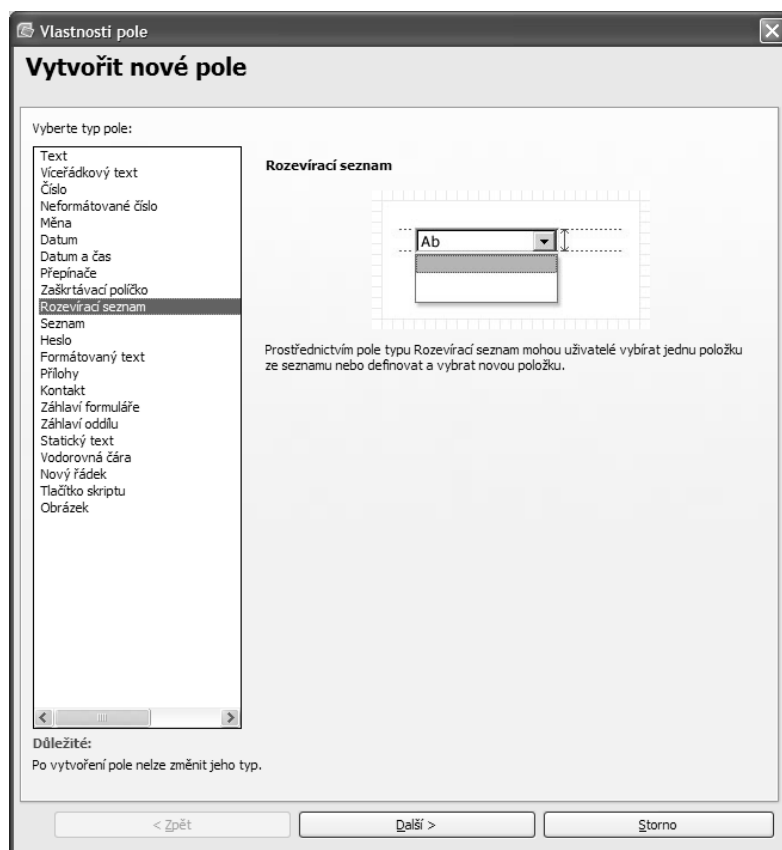 Vlastnosti pole
Vytvořit nové pole
Vyberte typ pole:
Text
Víceřádkový text
Číslo
Neformátované číslo
Měna
Datum
Datum a čas
Přepínače
Zaškrtávací políčko
Rozevírací seznam
Seznam
Heslo
Formátovaný text
Přílohy
Kontakt
Záhlaví formuláře
Záhlaví oddílu
Statický text
Vodorovná čára
Nový řádek
Tlačítko skriptu
Obrázek
Rozevírací seznam
Ab
Prostřednictvím pole typu Rozevírací seznam mohou uživatelé vybírat jednu položku
ze seznamu nebo definovat a vybrat novou položku.
Důležité:
Po vytvoření pole nelze změnit jeho typ.
< Zpět
Další >
Storno